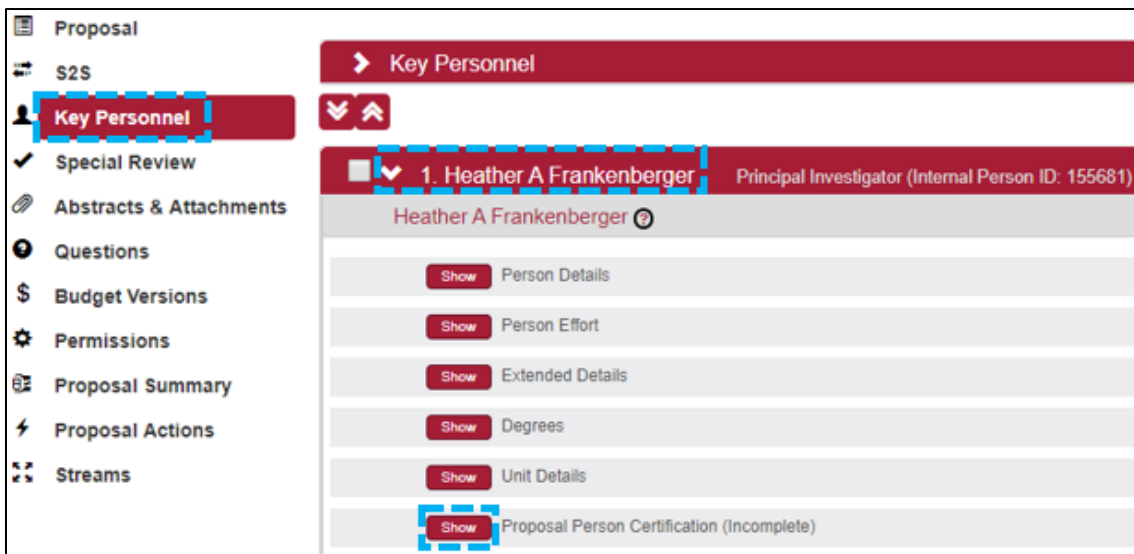 Proposal
S2S
Key Personnel
Special Review
Abstracts & Attachments
Questions
Budget Versions
Permissions
Proposal Summary
Proposal Actions
Streams
Key Personnel
1. Heather A Frankenberger Principal Investigator (Internal Person ID: 155681)
Heather A Frankenberger
Show Person Details
Show Person Effort
Show Extended Details
Show Degrees
Show Unit Details
Show Proposal Person Certification (Incomplete)